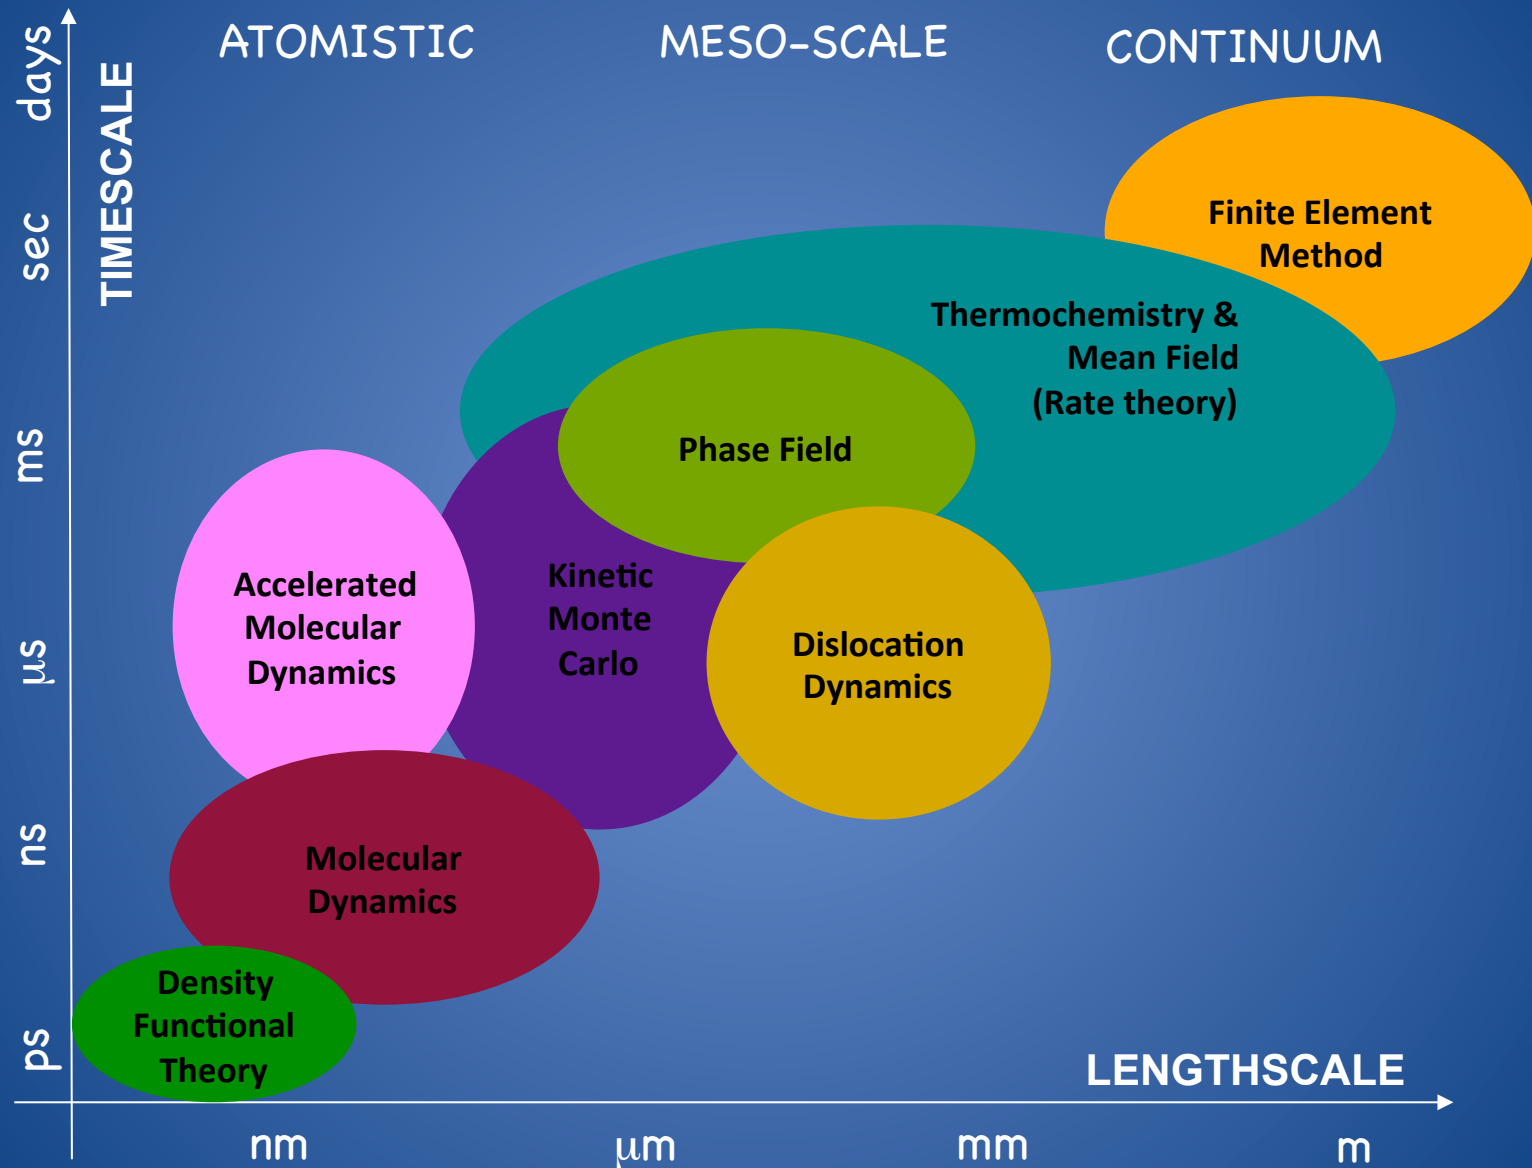 ATOMISTIC
MESO-SCALE
CONTINUUM
days
sec
ms
μs
ns
ps
TIMESCALE
Finite Element
Method
Thermochemistry &
Mean Field
(Rate theory)
Phase Field
Accelerated
Molecular
Dynamics
Kinetic
Monte
Carlo
Dislocation
Dynamics
Molecular
Dynamics
Density
Functional
Theory
LENGTHSCALE
nm
μm
mm
m